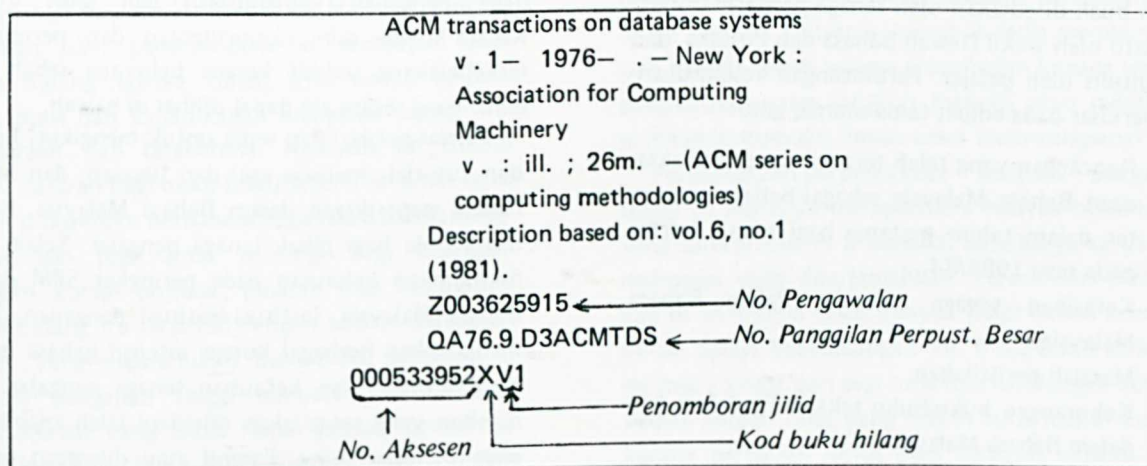 ACM transactions on database systems
v . 1 – 1976 – . – New York :
Association for Computing
Machinery
v. . : ill. ; 26m. . —(ACM series on
computing methodologies)
Description based on: vol.6, no.1
(1981).
Z003625915 No. Pengawalan
QA76.9.D3ACMTDS No. Panggilan Perpust. Besar
000533952XV1
Penomboran jilid
No. Aksesen Kod buku hilang